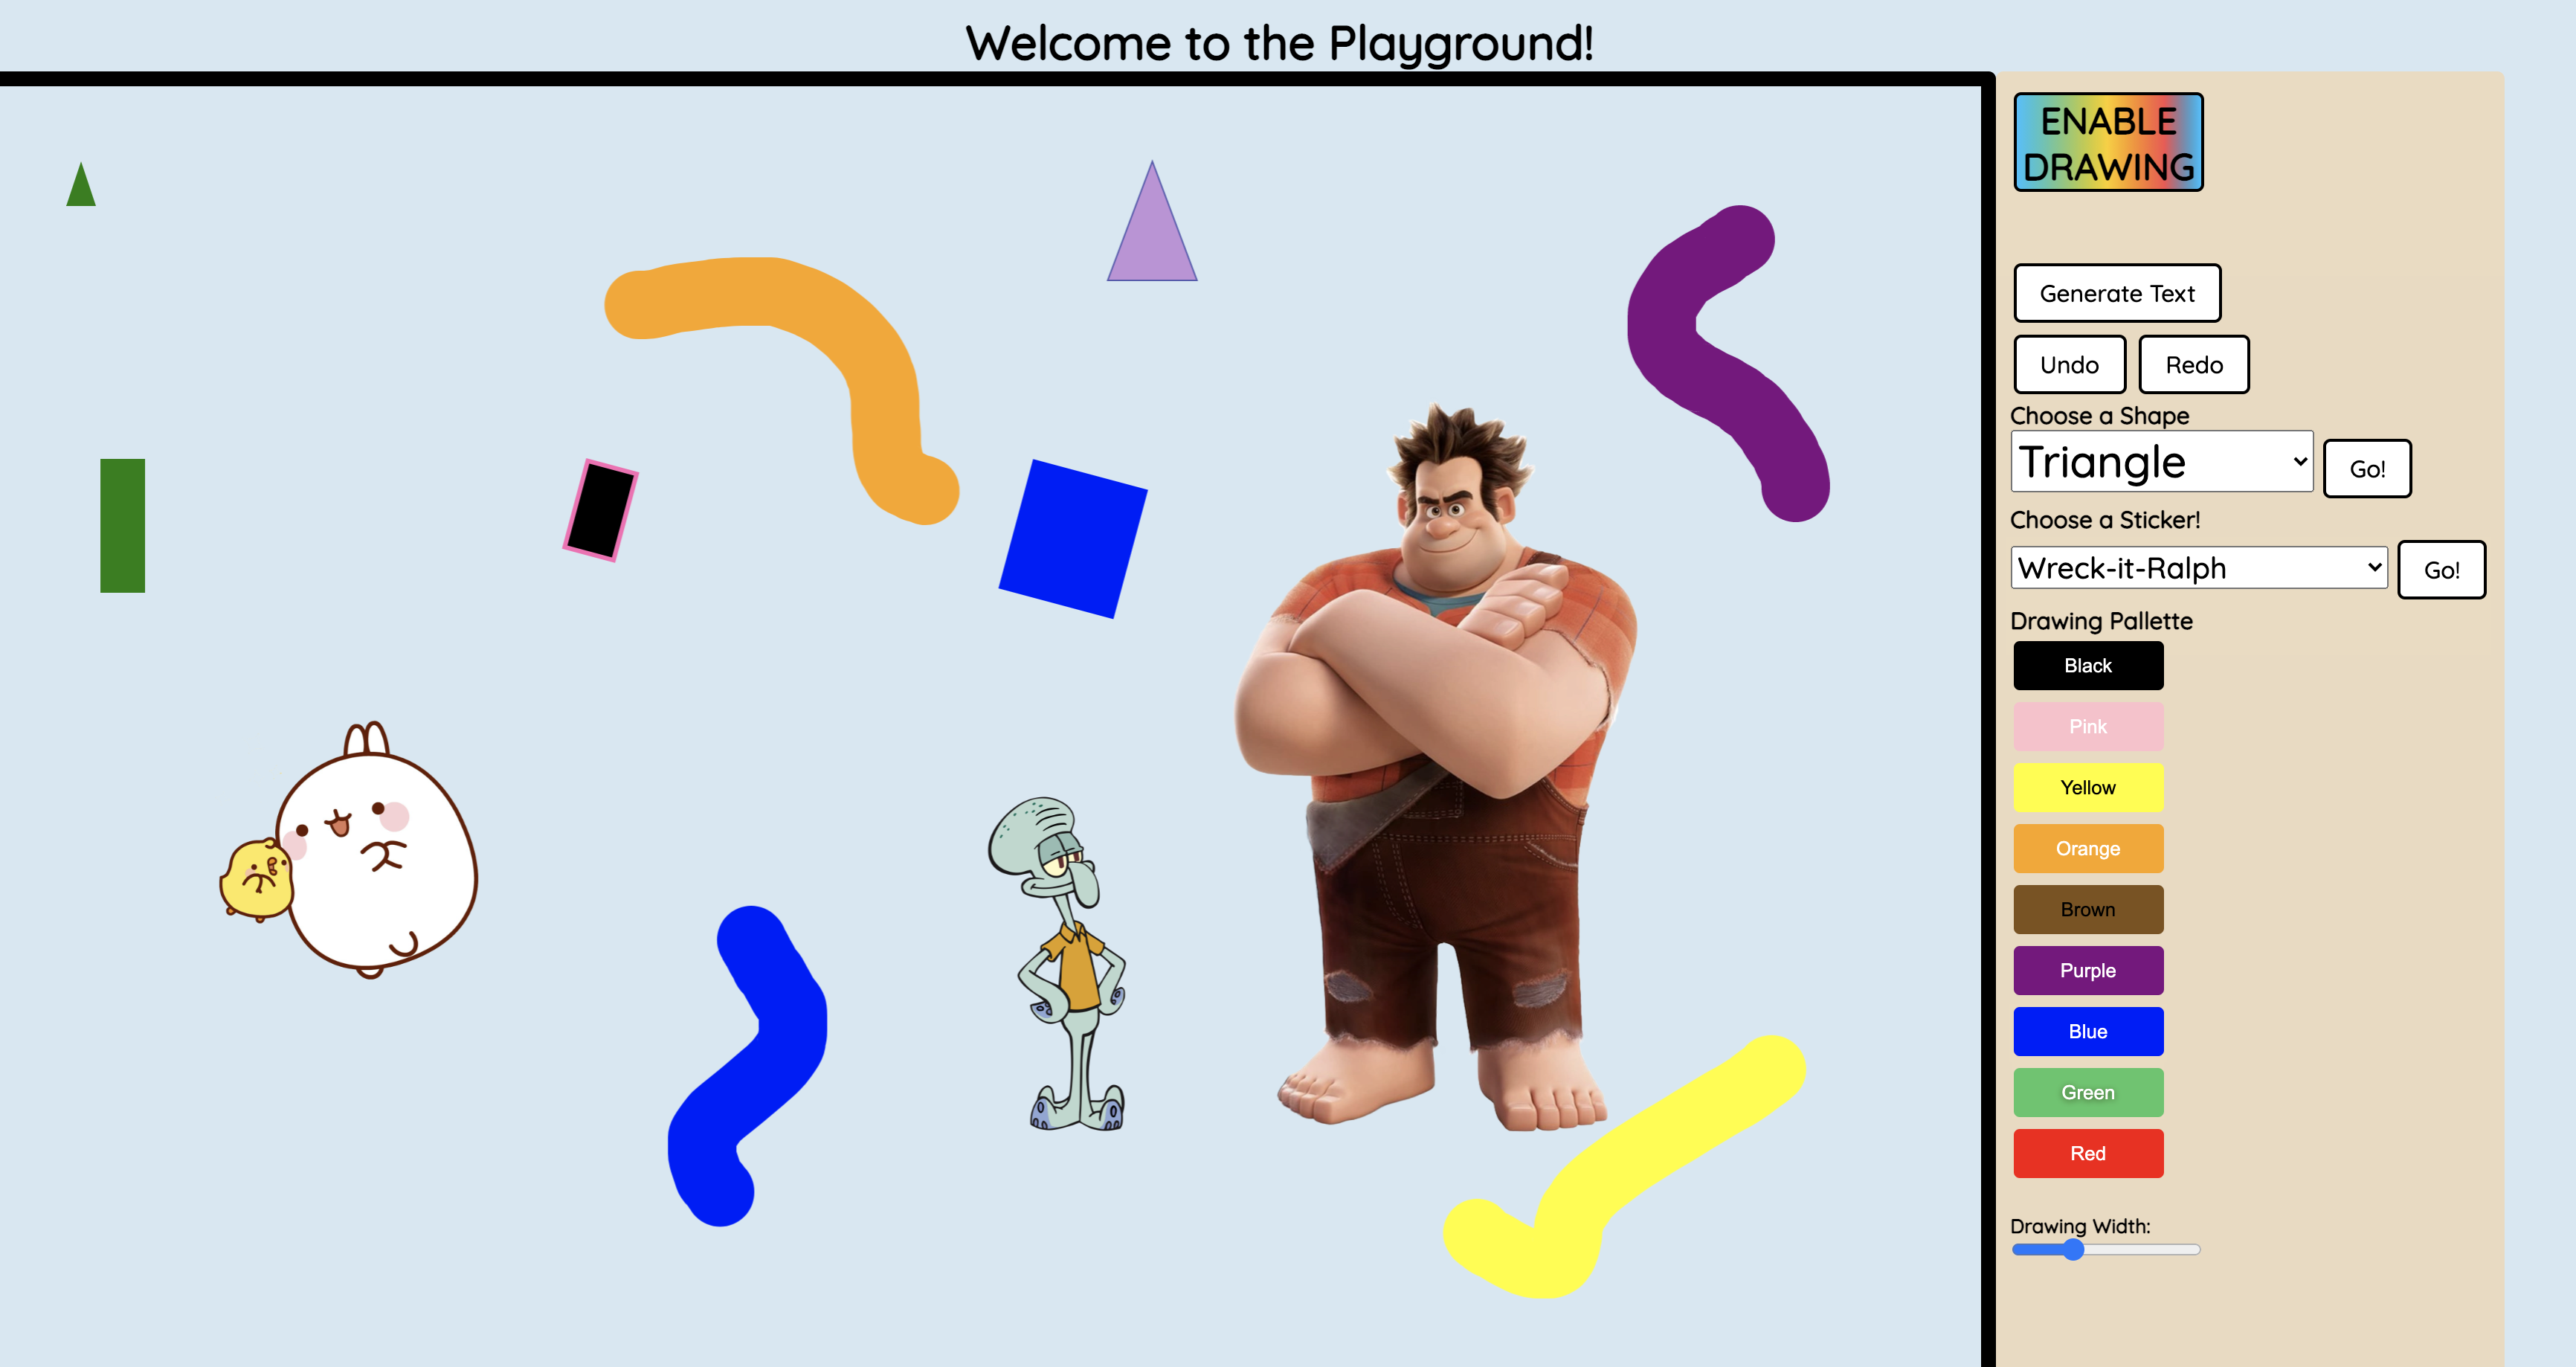 Welcome to the Playground!
ENABLE
DRAWING
Generate Text
Undo Redo
Choose a Shape
Triangle Go!
Choose a Sticker!
Wreck-it-Ralph Go!
Drawing Pallette
Black
Pink
Yellow
Orange
Brown
Purple
Blue
Green
Red
Drawing Width: